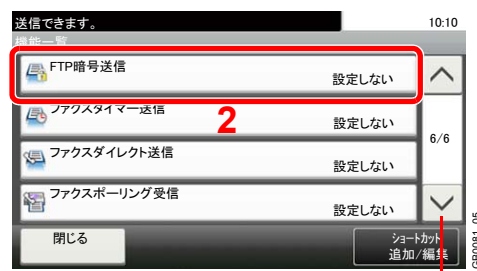 送信できます。 10:10
機能一覧
FTP暗号送信
設定しない
ファクスタイマー送信
2
設定しない
6/6
ファクスダイレクト送信
設定しない
ファクスポーリング受信
設定しない
閉じる
ショートカット
追加/編集
GB0081_05